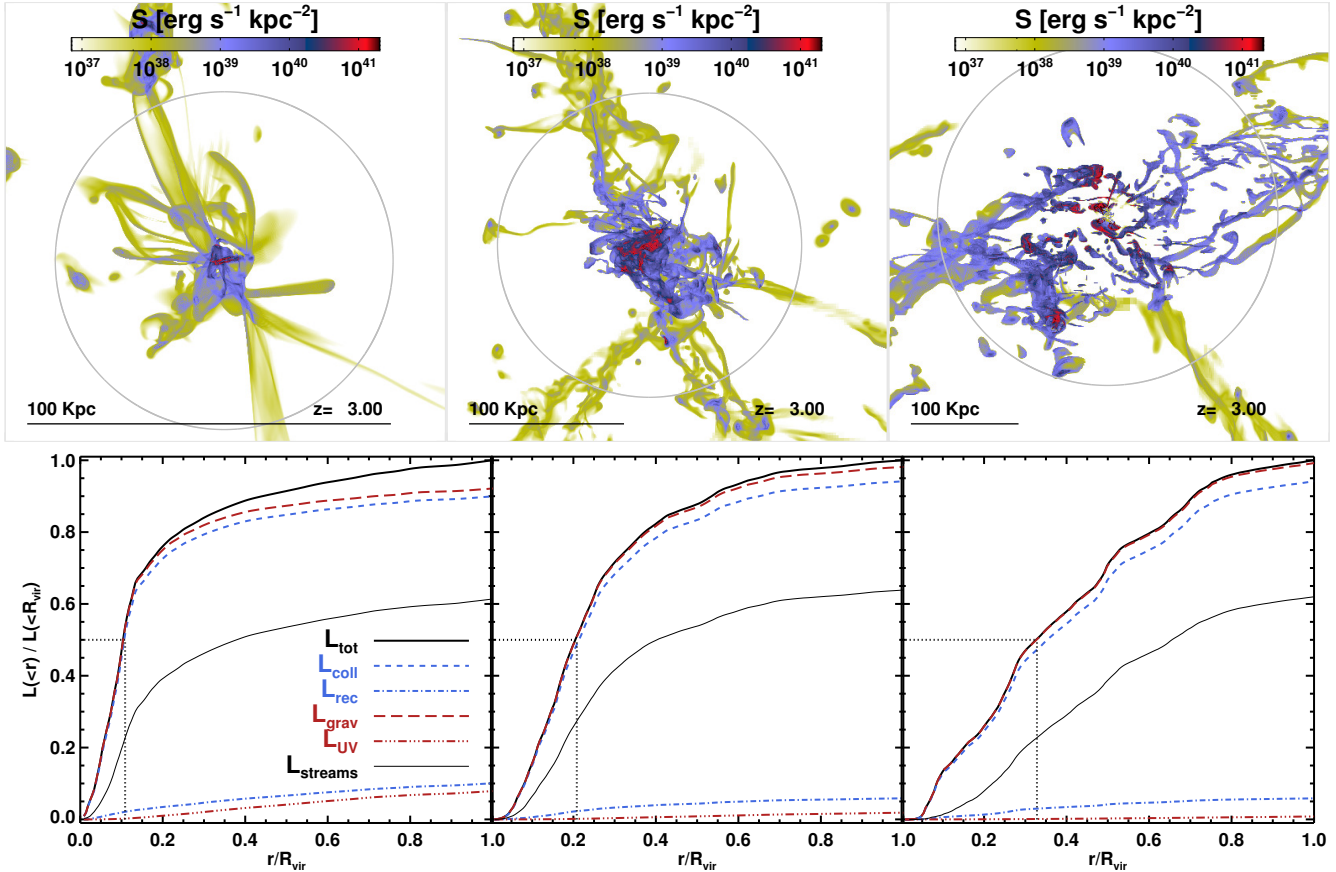 S [erg s⁻¹ kpc⁻²]
10³⁷ 10³⁸ 10³⁹ 10⁴⁰ 10⁴¹
100 Kpc z= 3.00
S [erg s⁻¹ kpc⁻²]
10³⁷ 10³⁸ 10³⁹ 10⁴⁰ 10⁴¹
100 Kpc z= 3.00
S [erg s⁻¹ kpc⁻²]
10³⁷ 10³⁸ 10³⁹ 10⁴⁰ 10⁴¹
100 Kpc z= 3.00
L(<r) / L(<R_vir)
1.0
0.8
0.6
0.4
0.2
0.0
L_tot
L_coll
L_rec
L_grav
L_UV
L_streams
0.0 0.2 0.4 0.6 0.8 1.0
r/R_vir
0.2 0.4 0.6 0.8 1.0
r/R_vir
0.2 0.4 0.6 0.8 1.0
r/R_vir